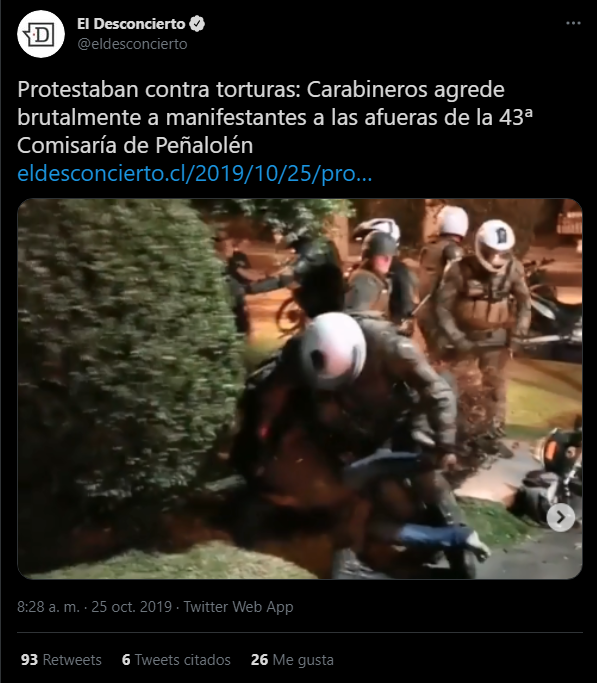 El Desconcierto
@eldesconcierto
Protestaban contra torturas: Carabineros agrede
brutalmente a manifestantes a las afueras de la 43ª
Comisaría de Peñalolén
eldesconcierto.cl/2019/10/25/pro...
8:28 a. m. · 25 oct. 2019 · Twitter Web App
93 Retweets 6 Tweets citados 26 Me gusta